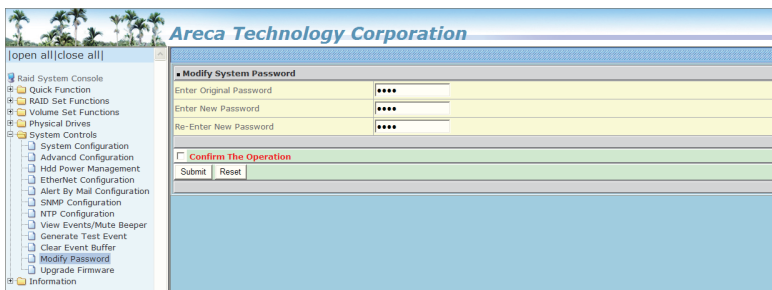 Areca Technology Corporation
|open all|close all|
Raid System Console
Quick Function
RAID Set Functions
Volume Set Functions
Physical Drives
System Controls
System Configuration
Advancd Configuration
Hdd Power Management
EtherNet Configuration
Alert By Mail Configuration
SNMP Configuration
NTP Configuration
View Events/Mute Beeper
Generate Test Event
Clear Event Buffer
Modify Password
Upgrade Firmware
Information
Modify System Password
Enter Original Password ••••
Enter New Password ••••
Re-Enter New Password ••••
Confirm The Operation
Submit Reset